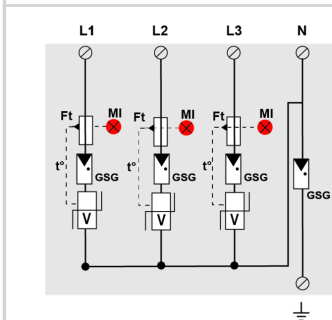 L1 L2 L3 N
Ft MI Ft MI Ft MI
t° t° t°
GSG GSG GSG GSG
V V V